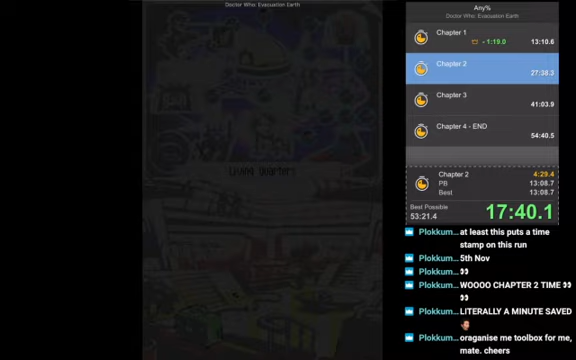 Doctor Who: Evacuation Earth
Living Quarters
Any%
Doctor Who: Evacuation Earth
Chapter 1
- 1:19.0 13:10.6
Chapter 2
27:38.3
Chapter 3
41:03.9
Chapter 4 - END
54:40.5
Chapter 2 4:29.4
PB 13:08.7
Best 13:08.7
Best Possible
53:21.4
17:40.1
Plokkum... at least this puts a time
stamp on this run
Plokkum... 5th Nov
Plokkum... 👀
Plokkum... WOOOO CHAPTER 2 TIME 👀
👀
Plokkum... LITERALLY A MINUTE SAVED
Plokkum... oraganise me toolbox for me,
mate. cheers